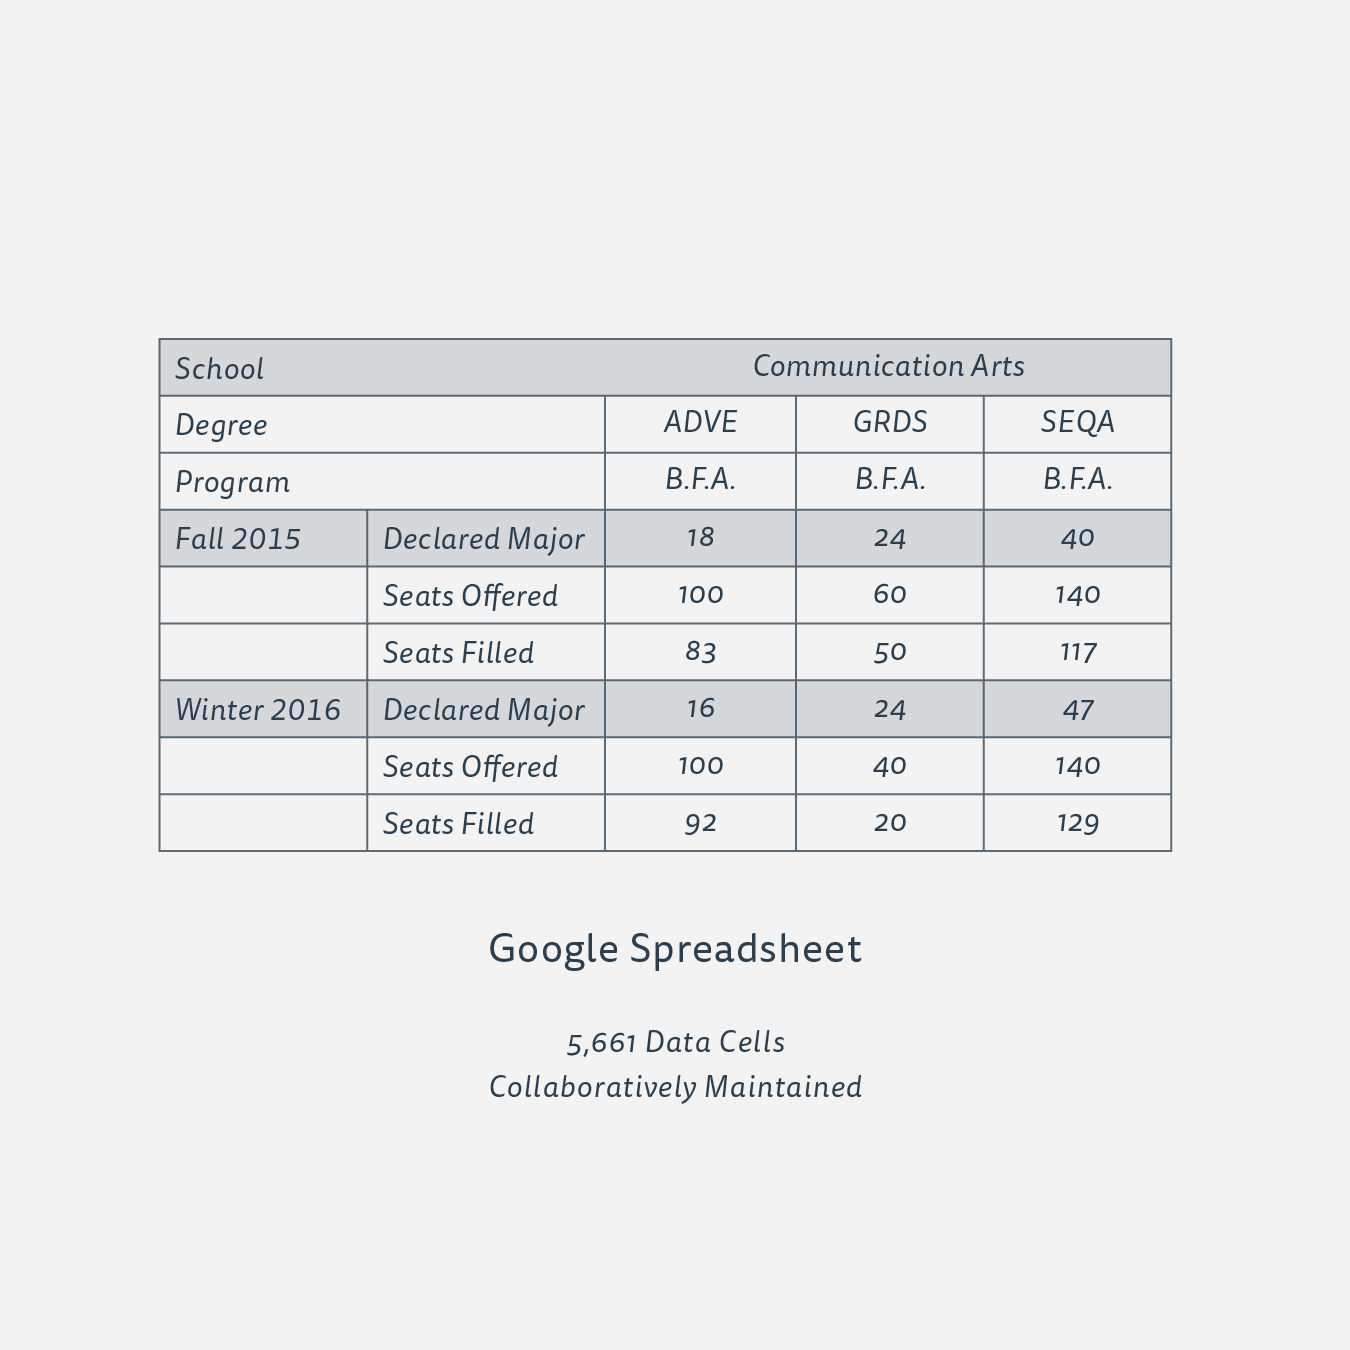 School Communication Arts
Degree ADVE GRDS SEQA
Program B.F.A. B.F.A. B.F.A.
Fall 2015 Declared Major 18 24 40
Seats Offered 100 60 140
Seats Filled 83 50 117
Winter 2016 Declared Major 16 24 47
Seats Offered 100 40 140
Seats Filled 92 20 129
Google Spreadsheet
5,661 Data Cells
Collaboratively Maintained